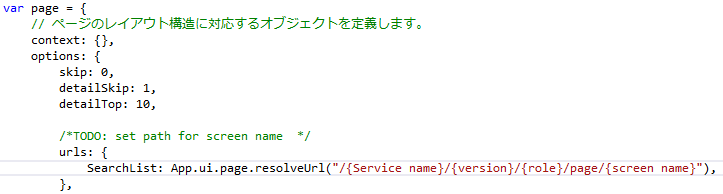 var page = {
// ページのレイアウト構造に対応するオブジェクトを定義します。
context: {},
options: {
skip: 0,
detailSkip: 1,
detailTop: 10,
/*TODO: set path for screen name  */
urls: {
SearchList: App.ui.page.resolveUrl("/{Service name}/{version}/{role}/page/{screen name}"),
},